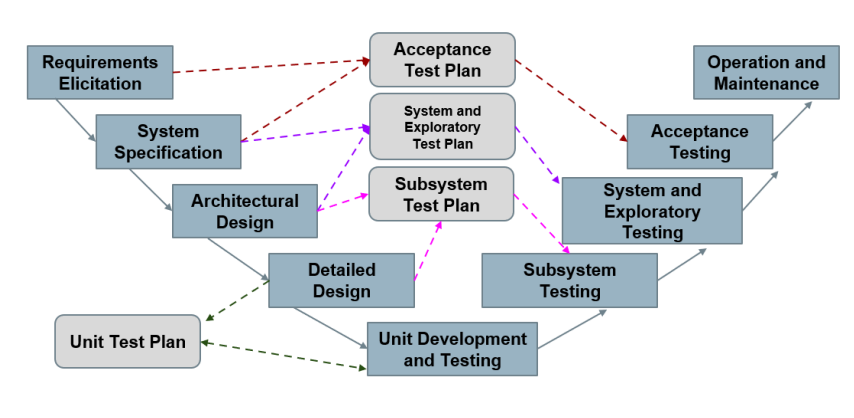 Requirements
Elicitation
Acceptance
Test Plan
Operation and
Maintenance
System
Specification
System and
Exploratory
Test Plan
Acceptance
Testing
Architectural
Design
Subsystem
Test Plan
System and
Exploratory
Testing
Detailed
Design
Subsystem
Testing
Unit Test Plan
Unit Development
and Testing